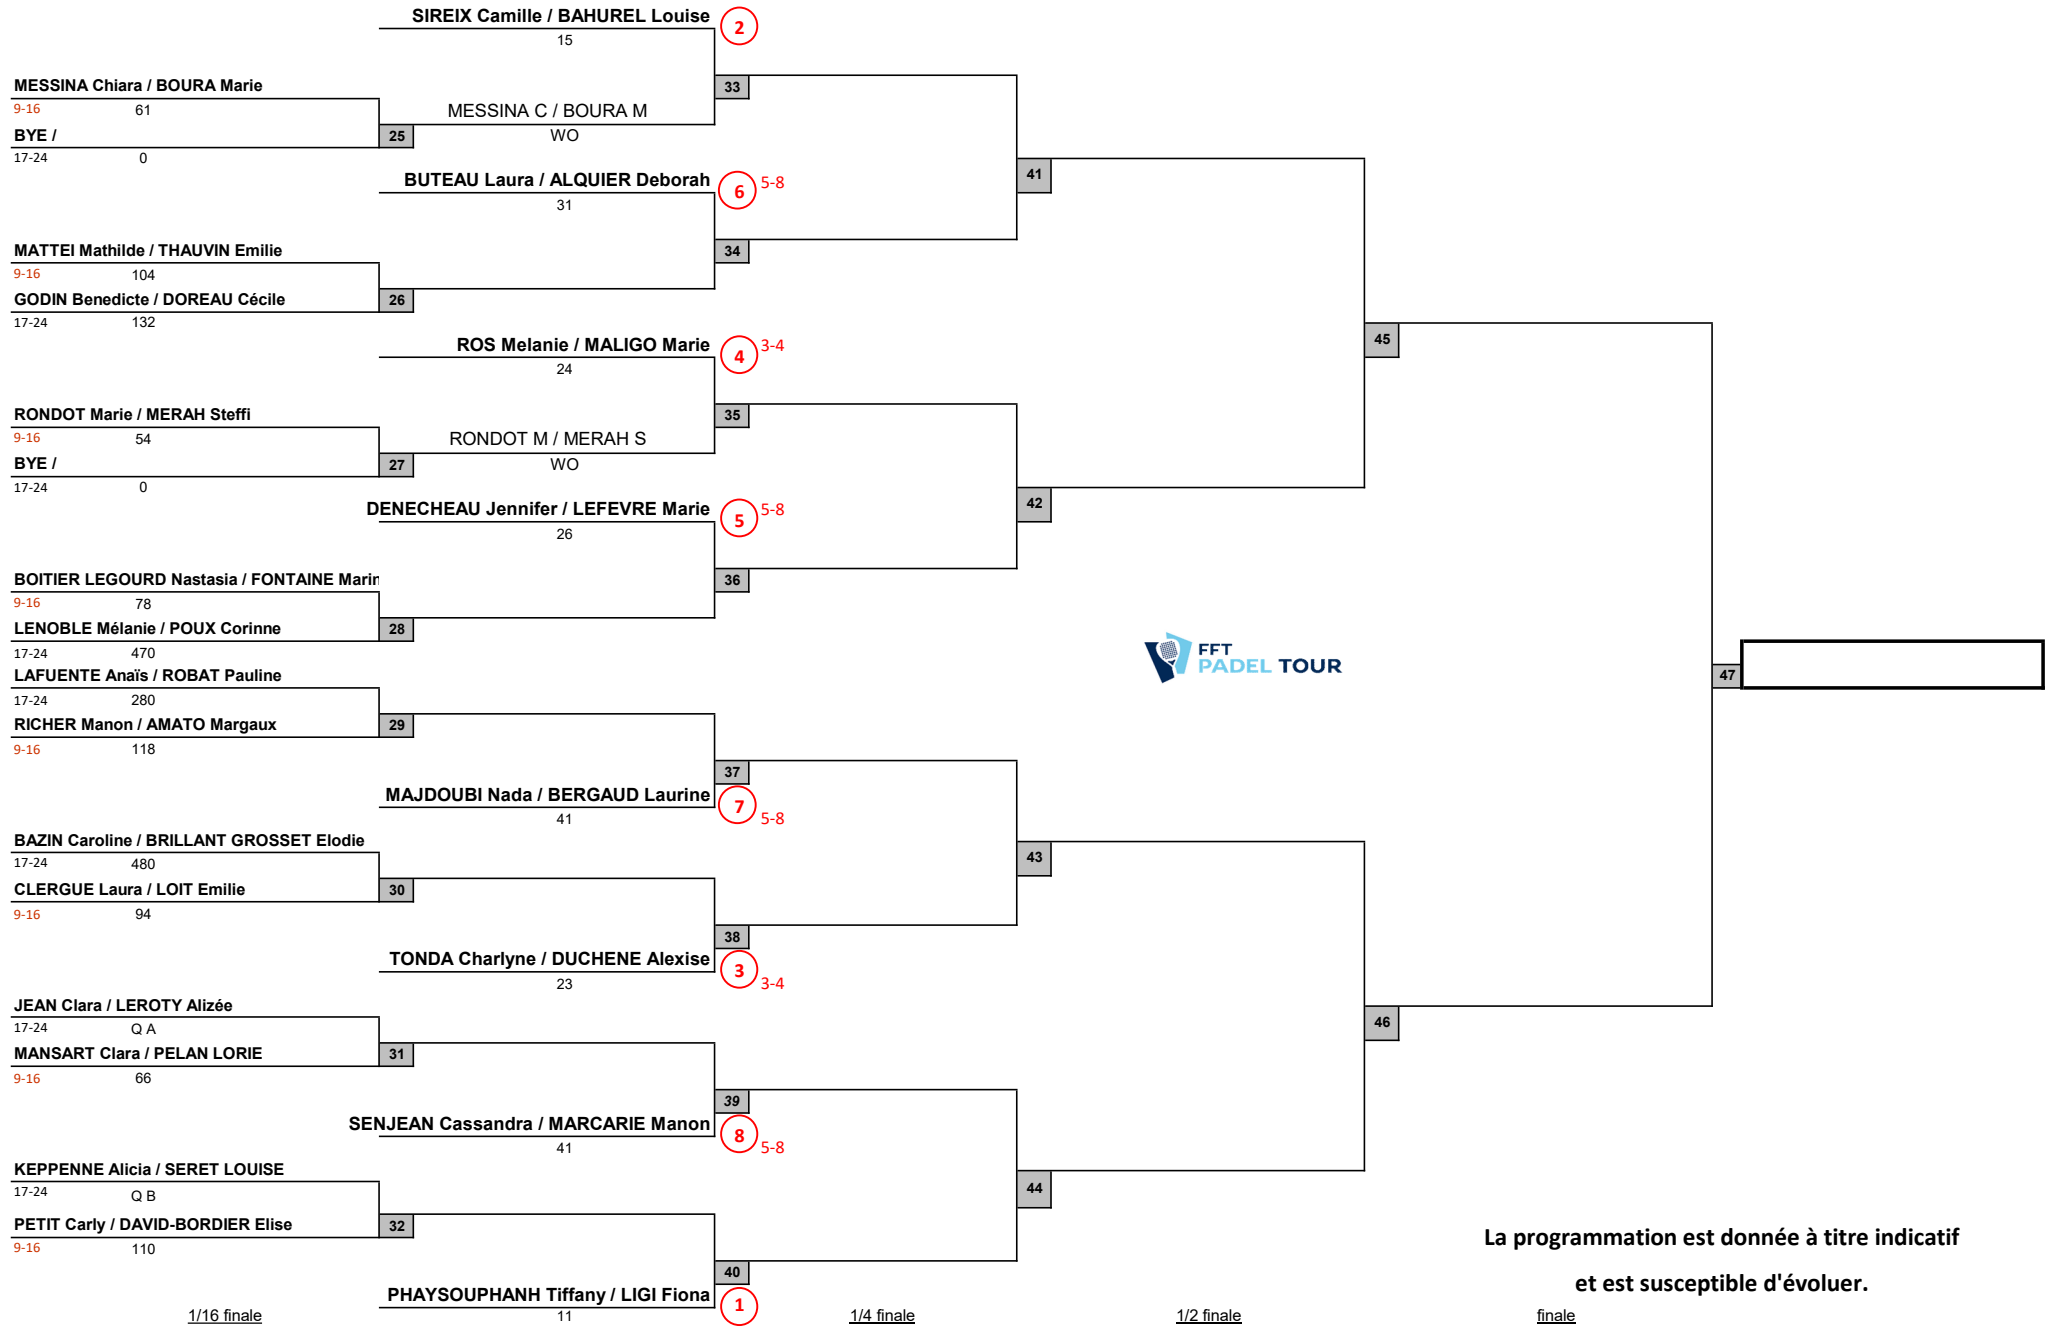 SIREIX Camille / BAHUREL Louise
2
15
MESSINA Chiara / BOURA Marie
33
9-16 61
MESSINA C / BOURA M
BYE /
25
WO
17-24 0
BUTEAU Laura / ALQUIER Deborah
6 5-8
41
31
MATTEI Mathilde / THAUVIN Emilie
34
9-16 104
GODIN Benedicte / DOREAU Cécile
26
17-24 132
ROS Melanie / MALIGO Marie
4 3-4
45
24
RONDOT Marie / MERAH Steffi
35
9-16 54
RONDOT M / MERAH S
BYE /
27
WO
17-24 0
DENECHEAU Jennifer / LEFEVRE Marie
5 5-8
42
26
BOITIER LEGOURD Nastasia / FONTAINE Marin
36
9-16 78
LENOBLE Mélanie / POUX Corinne
28
17-24 470
FFT
PADEL TOUR
LAFUENTE Anaïs / ROBAT Pauline
47
17-24 280
RICHER Manon / AMATO Margaux
29
9-16 118
37
MAJDOUBI Nada / BERGAUD Laurine
7 5-8
41
BAZIN Caroline / BRILLANT GROSSET Elodie
43
17-24 480
CLERGUE Laura / LOIT Emilie
30
9-16 94
38
TONDA Charlyne / DUCHENE Alexise
3 3-4
23
JEAN Clara / LEROTY Alizée
46
17-24 Q A
MANSART Clara / PELAN LORIE
31
9-16 66
39
SENJEAN Cassandra / MARCARIE Manon
8 5-8
41
KEPPENNE Alicia / SERET LOUISE
44
17-24 Q B
PETIT Carly / DAVID-BORDIER Elise
32
9-16 110
La programmation est donnée à titre indicatif
et est susceptible d'évoluer.
40
PHAYSOUPHANH Tiffany / LIGI Fiona
1
11
1/16 finale 1/4 finale 1/2 finale finale